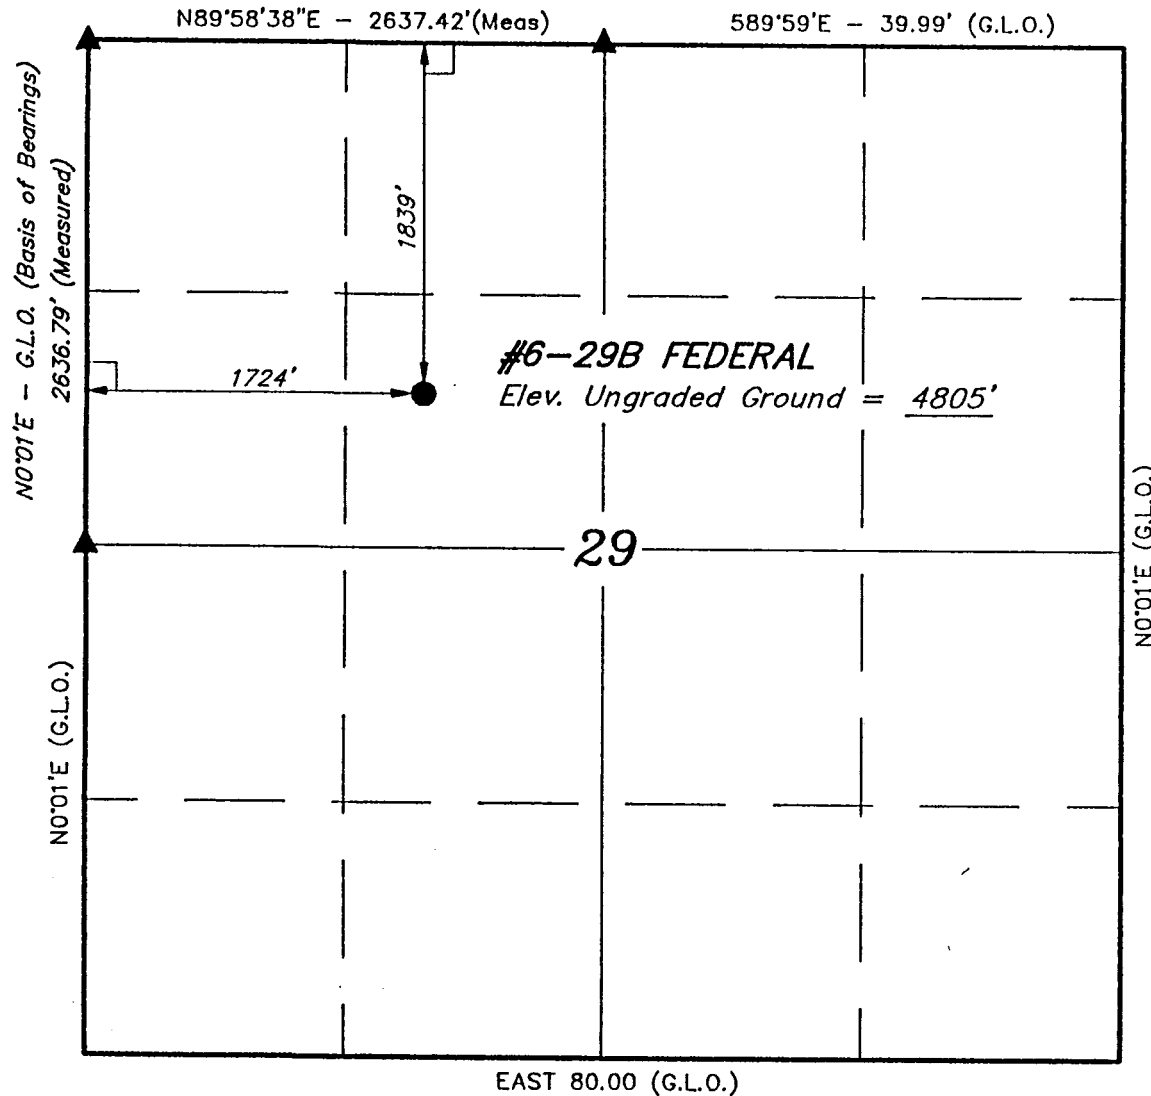 N89°58'38"E - 2637.42'(Meas)
589°59'E - 39.99' (G.L.O.)
N0°01'E - G.L.O. (Basis of Bearings)
2636.79' (Measured)
1839'
1724'
#6-29B FEDERAL
Elev. Ungraded Ground = 4805'
29
N0°01'E (G.L.O.)
N0°01'E (G.L.O.)
EAST 80.00 (G.L.O.)